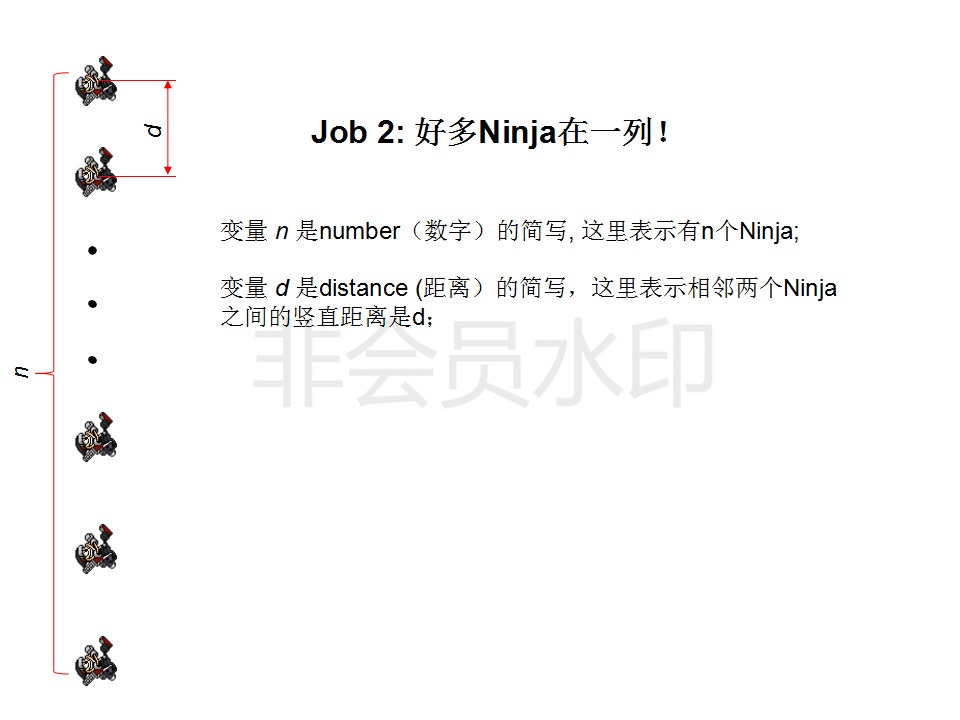 d
Job 2: 好多Ninja在一列！
变量 n 是number（数字）的简写, 这里表示有n个Ninja;
变量 d 是distance (距离）的简写，这里表示相邻两个Ninja
之间的竖直距离是d；
非会员水印
n